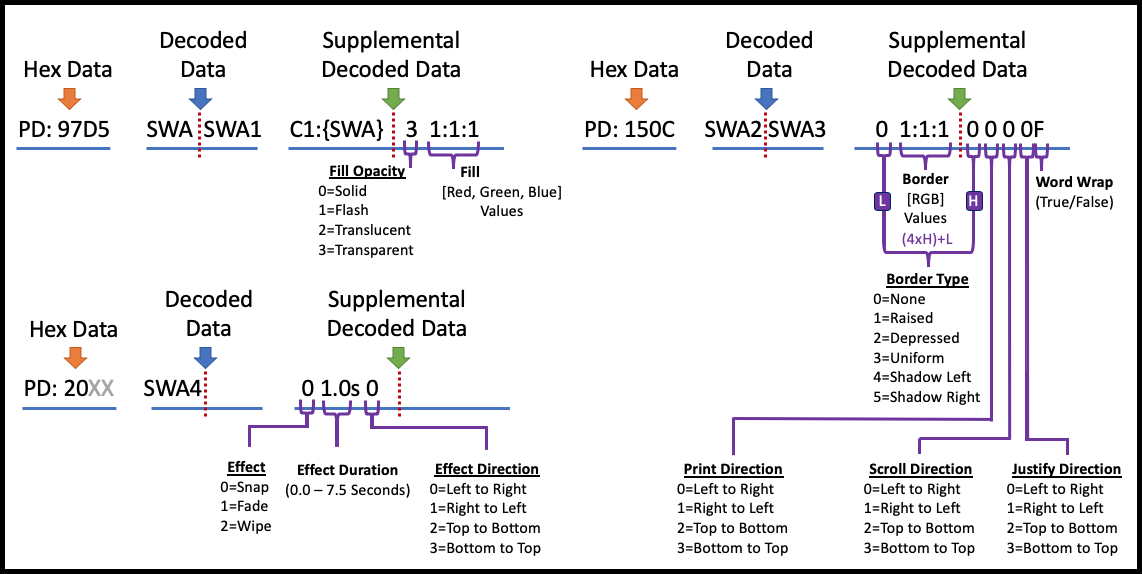 Hex Data
Decoded
Data
Supplemental
Decoded Data
PD: 97D5
SWA SWA1
C1:{SWA} 3 1:1:1
Fill Opacity
0=Solid
1=Flash
2=Translucent
3=Transparent
Fill
[Red, Green, Blue]
Values
Hex Data
Decoded
Data
Supplemental
Decoded Data
PD: 150C
SWA2 SWA3
0 1:1:1 0 0 0 0F
L
Border
[RGB]
Values
(4xH)+L
H
Word Wrap
(True/False)
Border Type
0=None
1=Raised
2=Depressed
3=Uniform
4=Shadow Left
5=Shadow Right
Hex Data
Decoded
Data
Supplemental
Decoded Data
PD: 20XX
SWA4
0 1.0s 0
Effect
0=Snap
1=Fade
2=Wipe
Effect Duration
(0.0 – 7.5 Seconds)
Effect Direction
0=Left to Right
1=Right to Left
2=Top to Bottom
3=Bottom to Top
Print Direction
0=Left to Right
1=Right to Left
2=Top to Bottom
3=Bottom to Top
Scroll Direction
0=Left to Right
1=Right to Left
2=Top to Bottom
3=Bottom to Top
Justify Direction
0=Left to Right
1=Right to Left
2=Top to Bottom
3=Bottom to Top